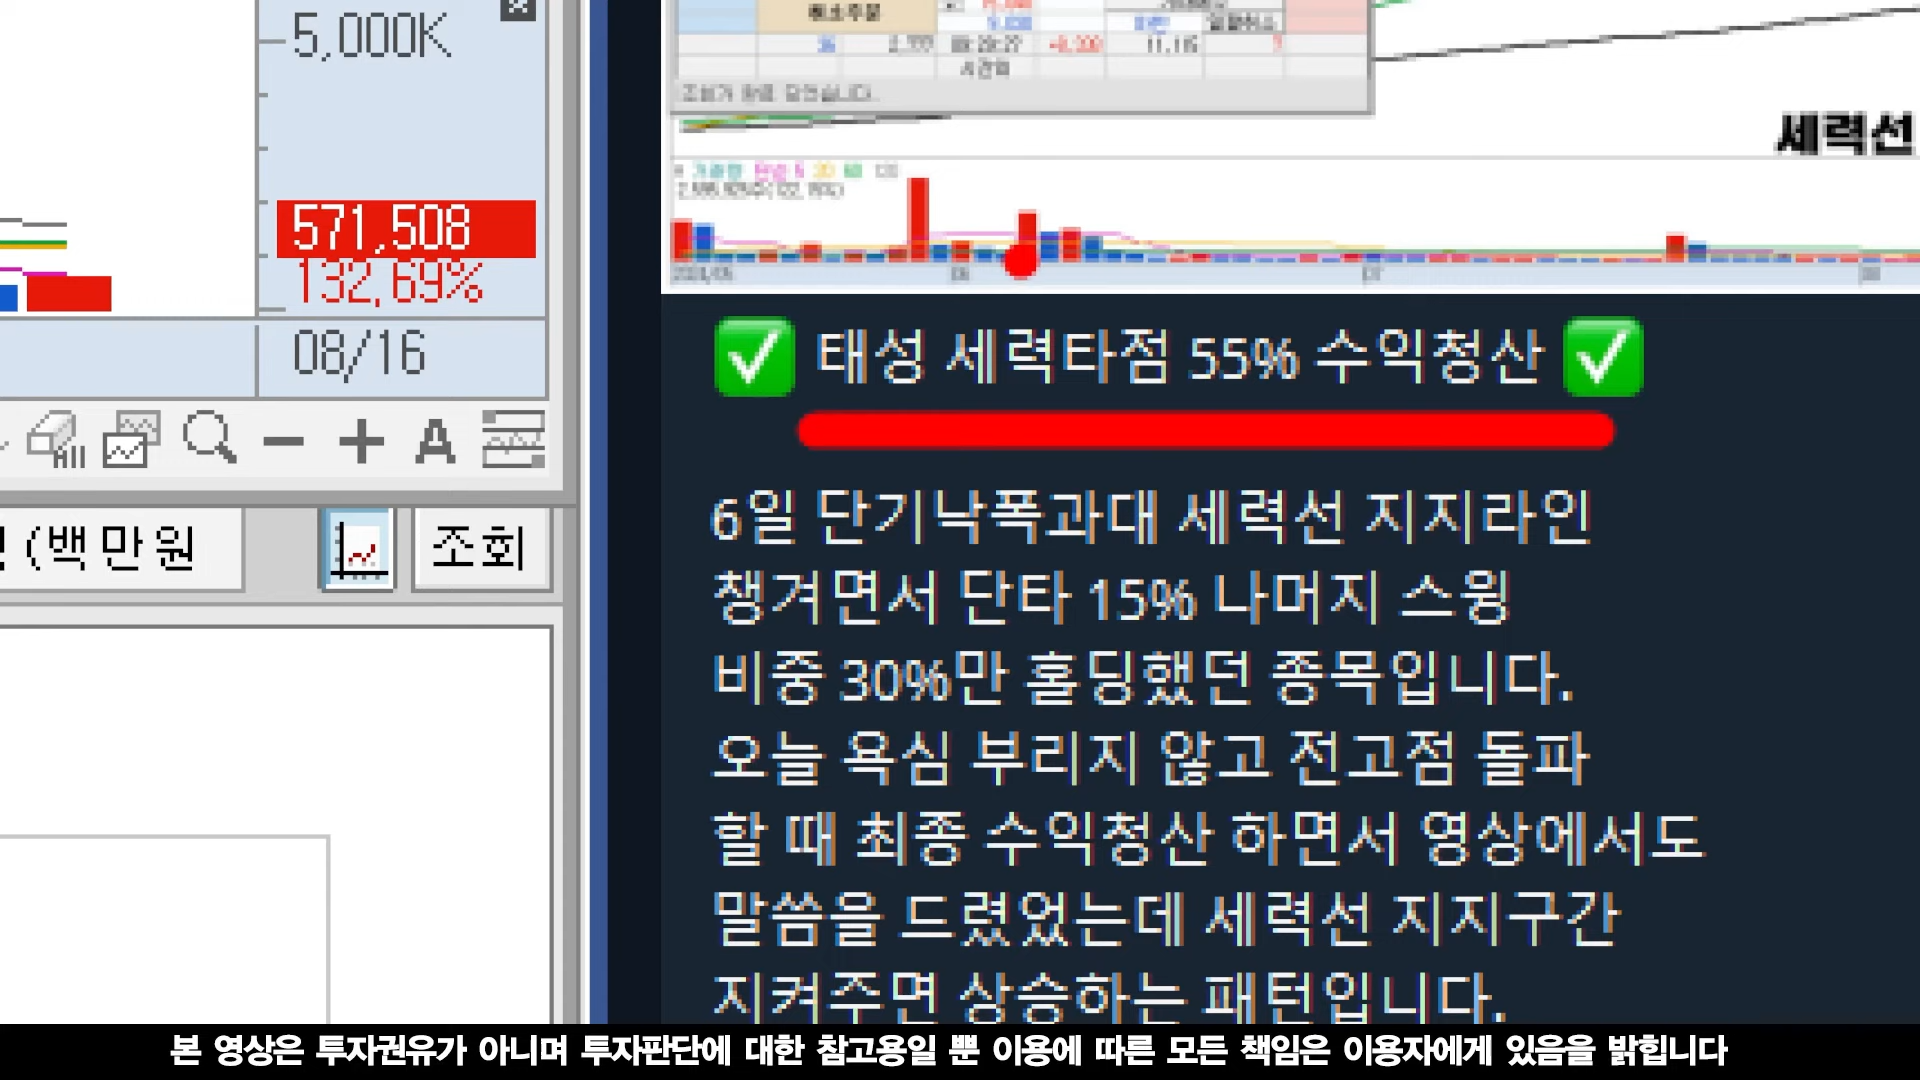 5,000K
571,508
132,69%
08/16
(백만원
조회
취소주문
시간외
세력선
✅ 태성 세력타점 55% 수익청산 ✅
6일 단기낙폭과대 세력선 지지라인
챙겨면서 단타 15% 나머지 스윙
비중 30%만 홀딩했던 종목입니다.
오늘 욕심 부리지 않고 전고점 돌파
할 때 최종 수익청산 하면서 영상에서도
말씀을 드렸었는데 세력선 지지구간
지켜주면 상승하는 패턴입니다.
본 영상은 투자권유가 아니며 투자판단에 대한 참고용일 뿐 이용에 따른 모든 책임은 이용자에게 있음을 밝힙니다